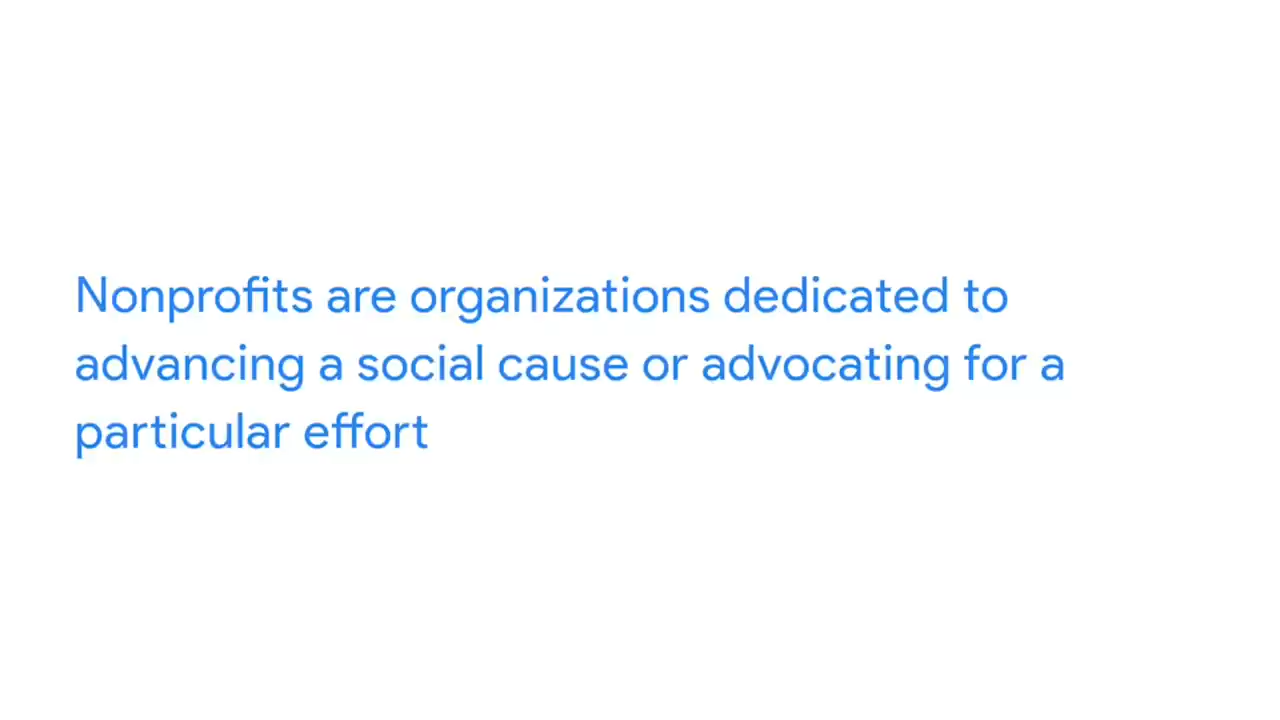 Nonprofits are organizations dedicated to
advancing a social cause or advocating for a
particular effort